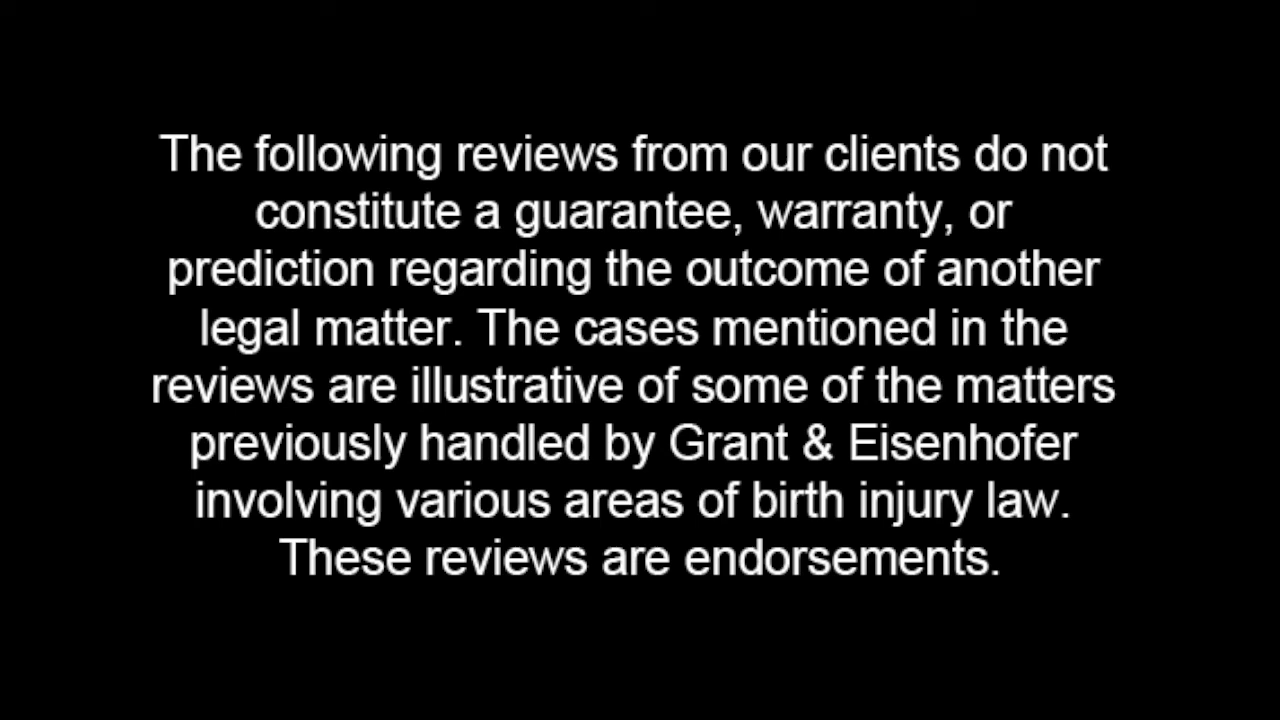 The following reviews from our clients do not
constitute a guarantee, warranty, or
prediction regarding the outcome of another
legal matter. The cases mentioned in the
reviews are illustrative of some of the matters
previously handled by Grant & Eisenhofer
involving various areas of birth injury law.
These reviews are endorsements.